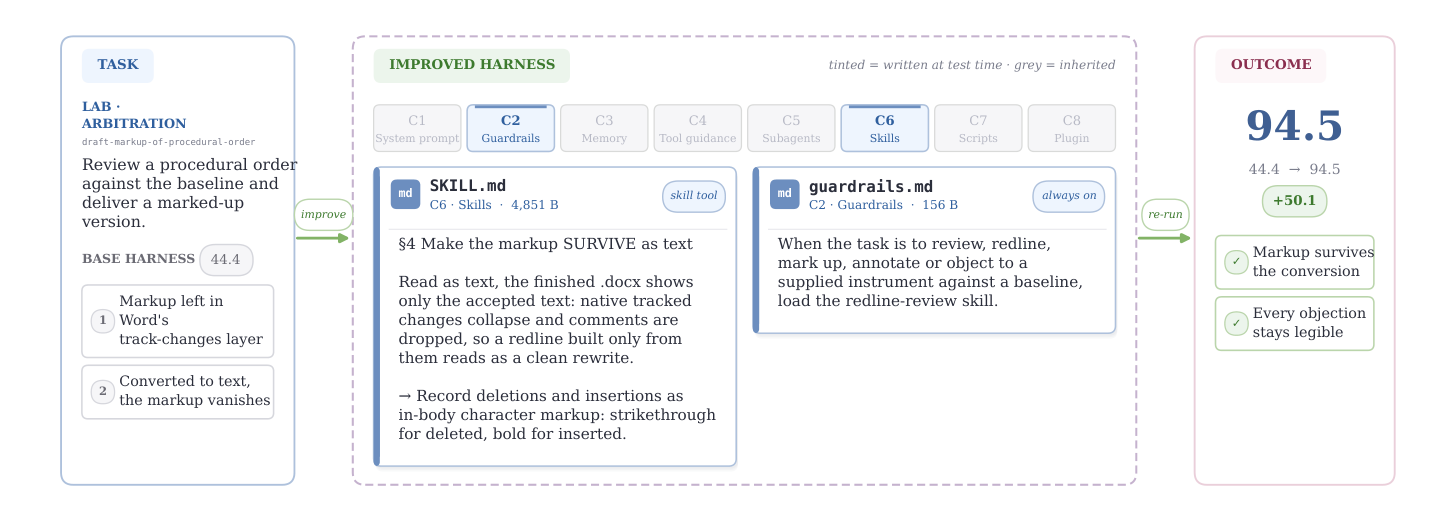 TASK
LAB ·
ARBITRATION
draft-markup-of-procedural-order
Review a procedural order
against the baseline and
deliver a marked-up
version.
BASE HARNESS 44.4
1 Markup left in
Word's
track-changes layer
2 Converted to text,
the markup vanishes
improve
IMPROVED HARNESS
tinted = written at test time · grey = inherited
C1
System prompt
C2
Guardrails
C3
Memory
C4
Tool guidance
C5
Subagents
C6
Skills
C7
Scripts
C8
Plugin
md
SKILL.md
C6 · Skills · 4,851 B
skill tool
§4 Make the markup SURVIVE as text
Read as text, the finished .docx shows
only the accepted text: native tracked
changes collapse and comments are
dropped, so a redline built only from
them reads as a clean rewrite.
→ Record deletions and insertions as
in-body character markup: strikethrough
for deleted, bold for inserted.
md
guardrails.md
C2 · Guardrails · 156 B
always on
When the task is to review, redline,
mark up, annotate or object to a
supplied instrument against a baseline,
load the redline-review skill.
re-run
OUTCOME
94.5
44.4 → 94.5
+50.1
✓ Markup survives
the conversion
✓ Every objection
stays legible